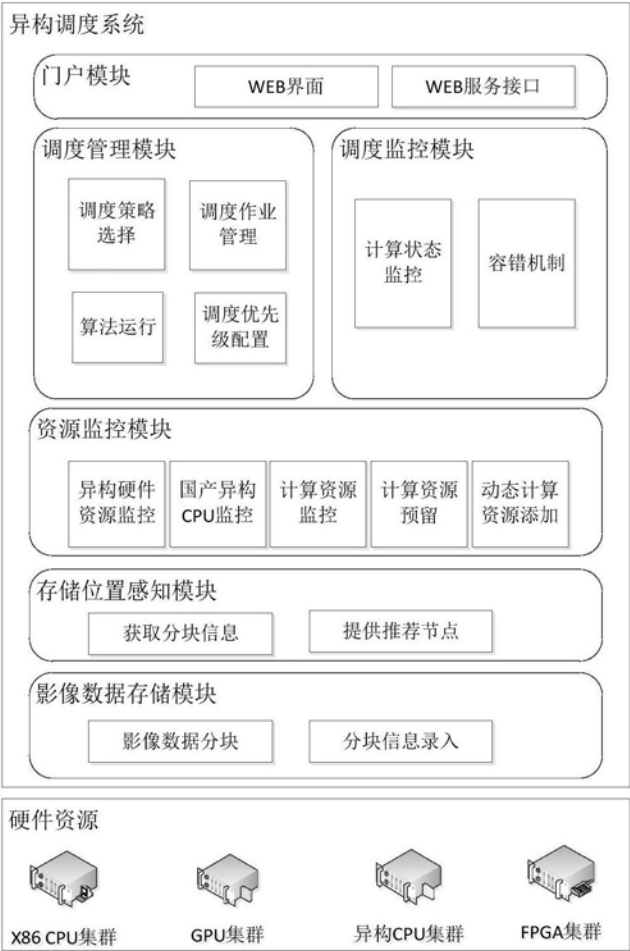 异构调度系统
门户模块
WEB界面
WEB服务接口
调度管理模块
调度策略
选择
调度作业
管理
算法运行
调度优先
级配置
调度监控模块
计算状态
监控
容错机制
资源监控模块
异构硬件
资源监控
国产异构
CPU监控
计算资源
监控
计算资源
预留
动态计算
资源添加
存储位置感知模块
获取分块信息
提供推荐节点
影像数据存储模块
影像数据分块
分块信息录入
硬件资源
X86 CPU集群
GPU集群
异构CPU集群
FPGA集群